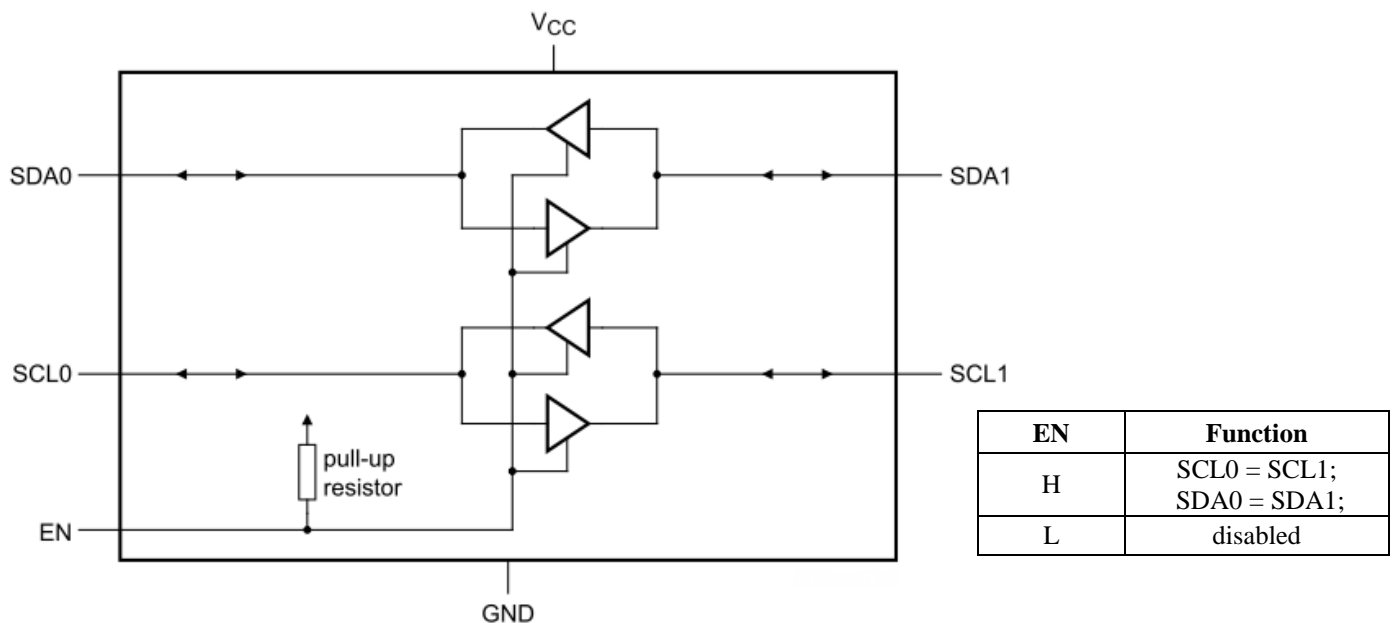 VCC
SDA0
SDA1
SCL0
SCL1
pull-up
resistor
EN
GND
EN Function
H SCL0 = SCL1;
SDA0 = SDA1;
L disabled